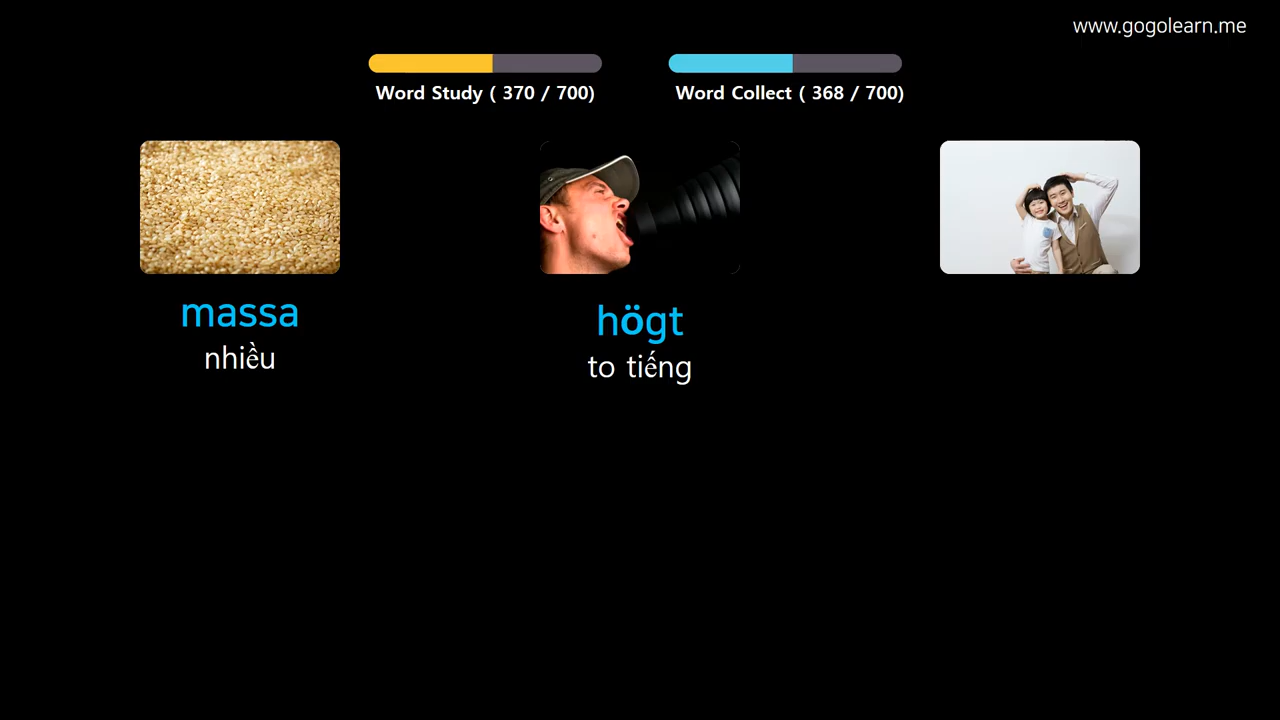 www.gogolearn.me
Word Study ( 370 / 700)
Word Collect ( 368 / 700)
massa
nhiều
högt
to tiếng